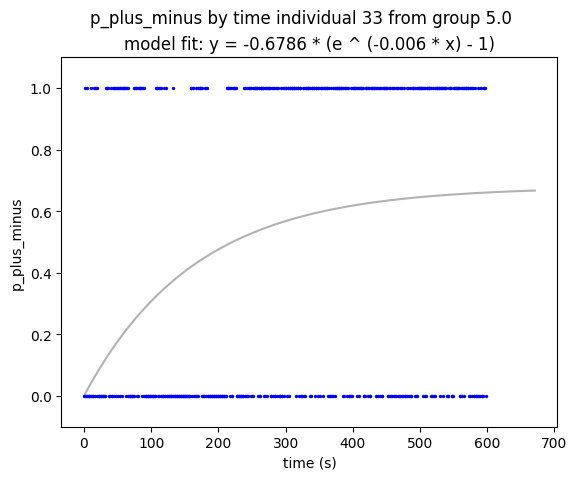 p_plus_minus by time individual 33 from group 5.0
model fit: y = -0.6786 * (e ^ (-0.006 * x) - 1)
1.0
0.8
0.6
0.4
0.2
0.0
p_plus_minus
0 100 200 300 400 500 600 700
time (s)